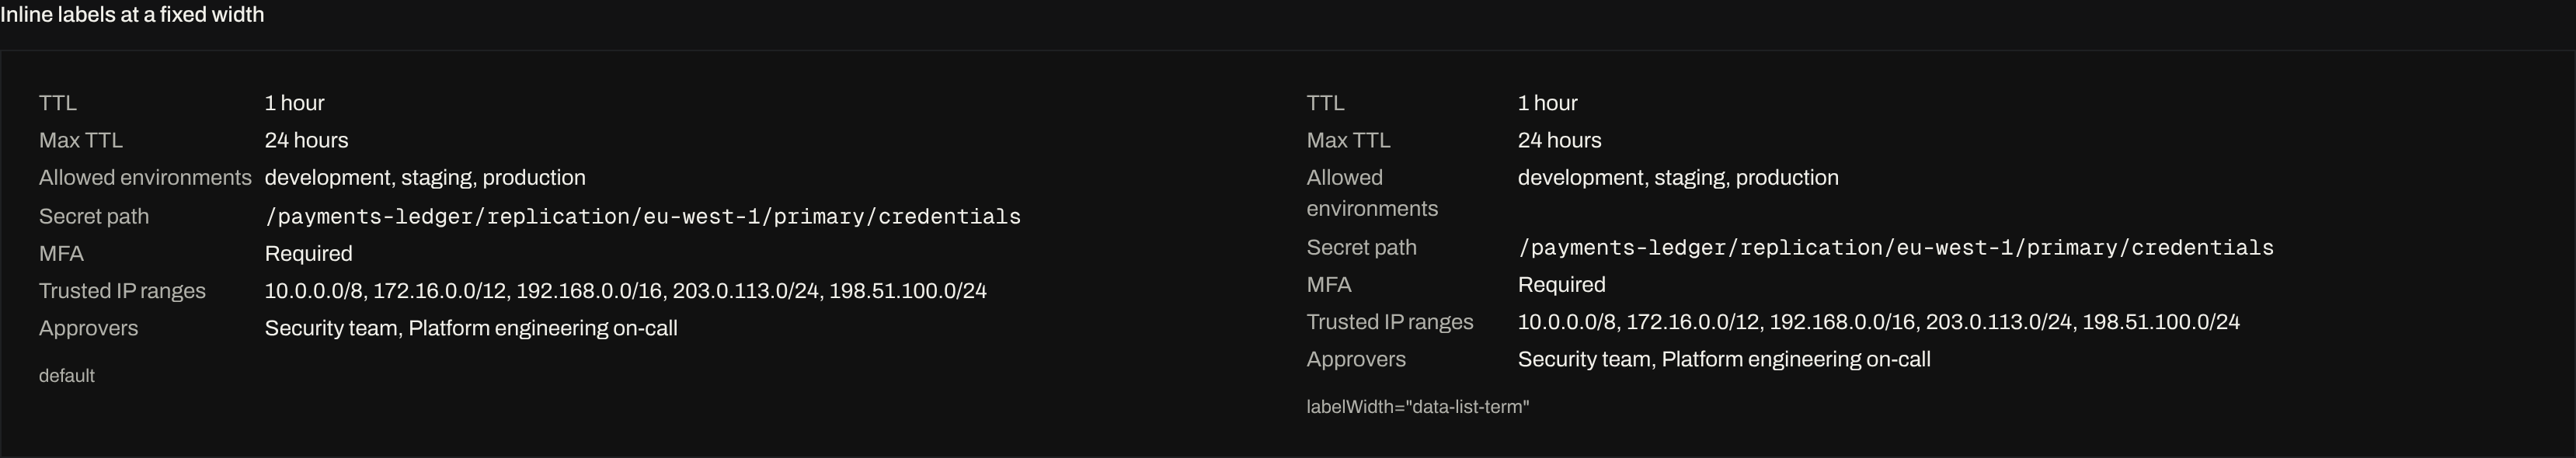 Inline labels at a fixed width
TTL 1 hour
Max TTL 24 hours
Allowed environments development, staging, production
Secret path /payments-ledger/replication/eu-west-1/primary/credentials
MFA Required
Trusted IP ranges 10.0.0.0/8, 172.16.0.0/12, 192.168.0.0/16, 203.0.113.0/24, 198.51.100.0/24
Approvers Security team, Platform engineering on-call
default
TTL 1 hour
Max TTL 24 hours
Allowed development, staging, production
environments
Secret path /payments-ledger/replication/eu-west-1/primary/credentials
MFA Required
Trusted IP ranges 10.0.0.0/8, 172.16.0.0/12, 192.168.0.0/16, 203.0.113.0/24, 198.51.100.0/24
Approvers Security team, Platform engineering on-call
labelWidth="data-list-term"